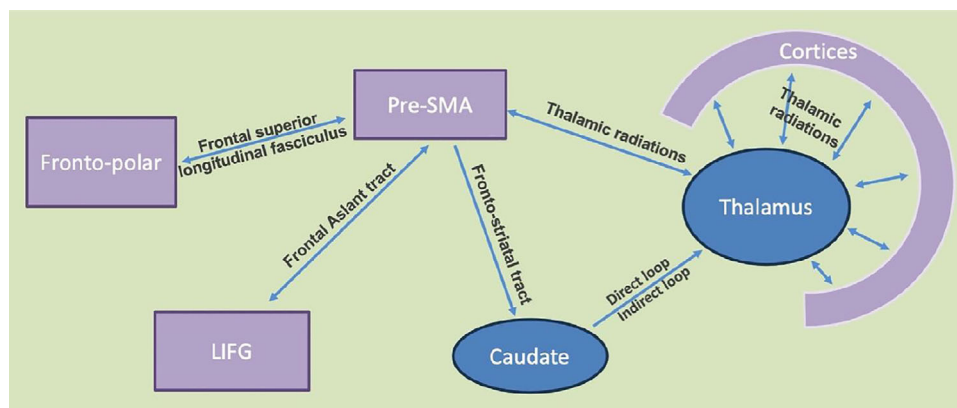 Cortices
Pre-SMA
Thalamic radiations
Thalamic
radiations
Frontal superior
longitudinal fasciculus
Fronto-polar
Thalamus
Frontal Aslant tract
Fronto-striatal tract
Direct loop
Indirect loop
LIFG
Caudate